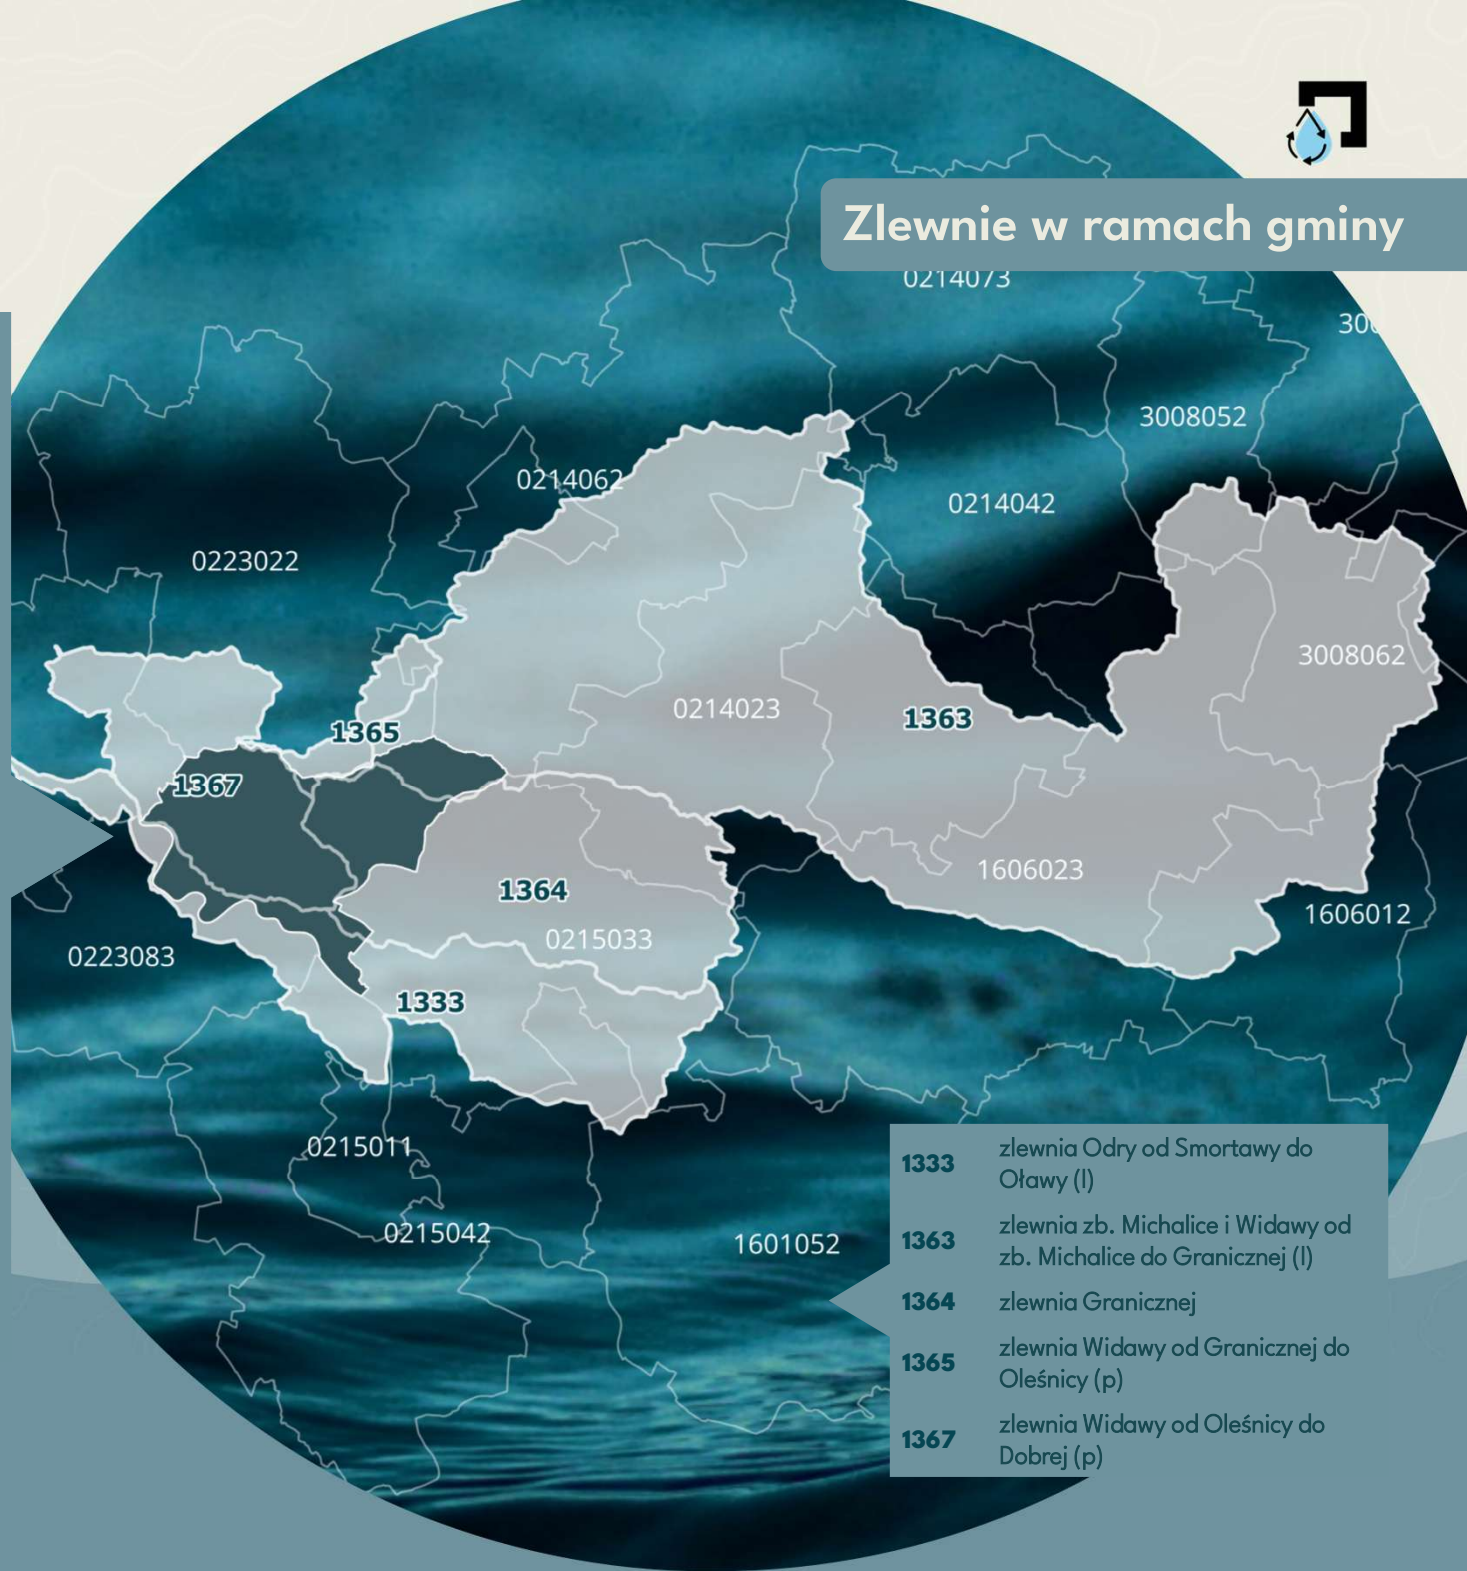 Zlewnie w ramach gminy
0214073
300
3008052
0214062
0214042
0223022
3008062
0214023
1363
1365
1367
1606023
1364
1606012
0215033
0223083
1333
0215011
0215042
1601052
1333 zlewnia Odry od Smortawy do
Oławy (l)
1363 zlewnia zb. Michalice i Widawy od
zb. Michalice do Granicznej (l)
1364 zlewnia Granicznej
1365 zlewnia Widawy od Granicznej do
Oleśnicy (p)
1367 zlewnia Widawy od Oleśnicy do
Dobrej (p)